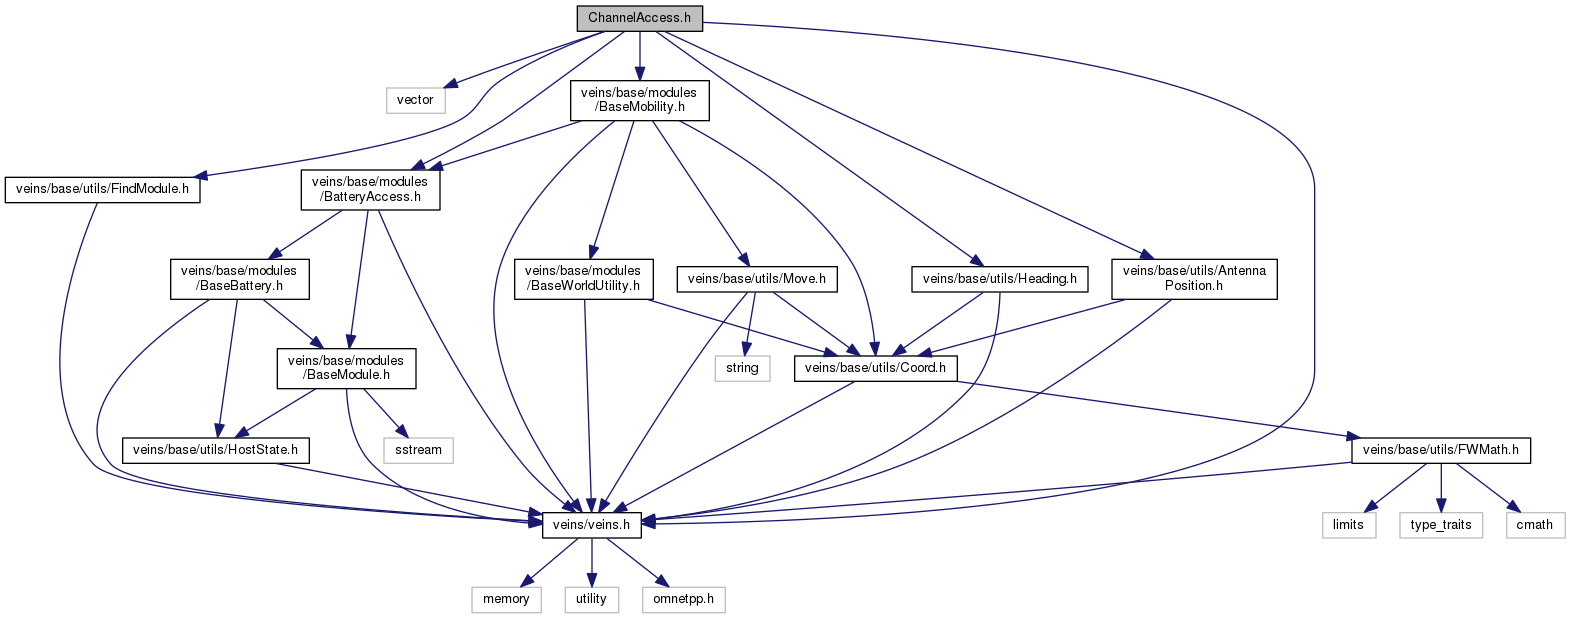 ChannelAccess.h
vector
veins/base/modules
/BaseMobility.h
veins/base/utils/FindModule.h
veins/base/modules
/BatteryAccess.h
veins/base/modules
/BaseBattery.h
veins/base/modules
/BaseWorldUtility.h
veins/base/utils/Move.h
veins/base/utils/Heading.h
veins/base/utils/Antenna
Position.h
veins/base/modules
/BaseModule.h
string
veins/base/utils/Coord.h
veins/base/utils/HostState.h
sstream
veins/base/utils/FWMath.h
veins/veins.h
limits
type_traits
cmath
memory
utility
omnetpp.h